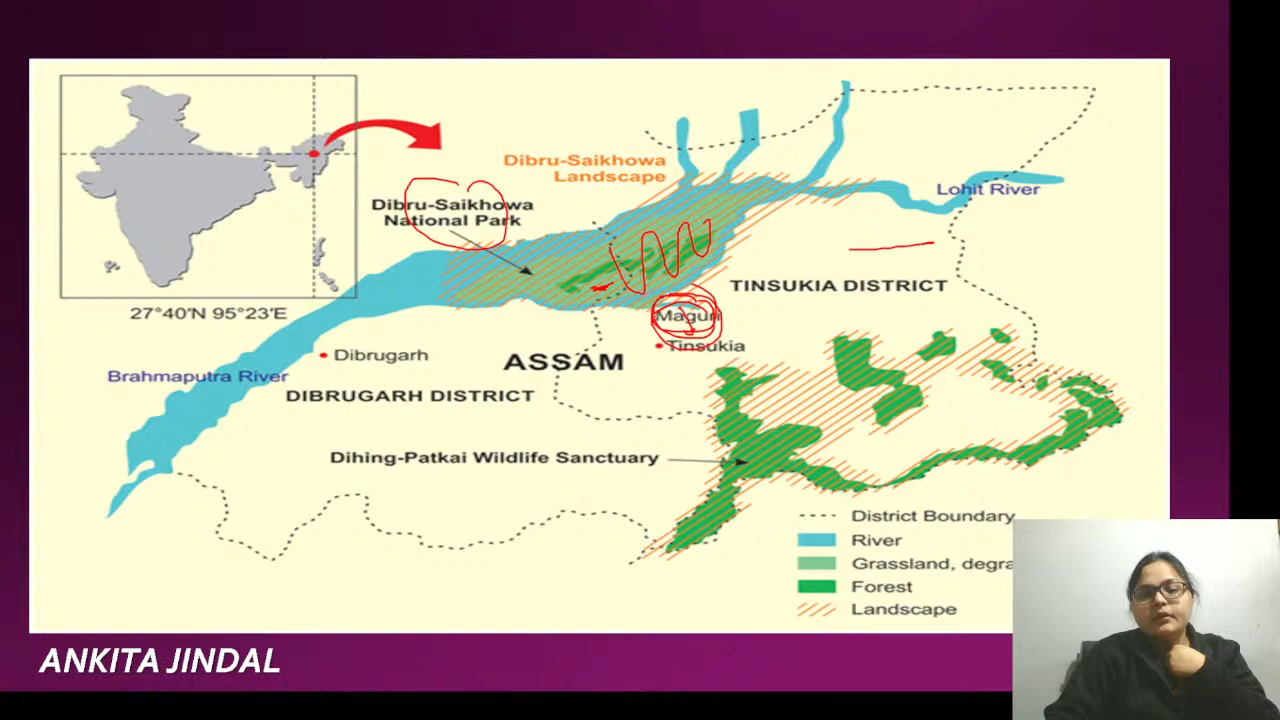 Dibru-Saikhowa
Landscape
Dibru-Saikhowa
National Park
Lohit River
27°40'N 95°23'E
TINSUKIA DISTRICT
Maguri
Tinsukia
Dibrugarh
ASSAM
Brahmaputra River
DIBRUGARH DISTRICT
Dihing-Patkai Wildlife Sanctuary
District Boundary
River
Grassland,
Forest
Landscape
ANKITA JINDAL